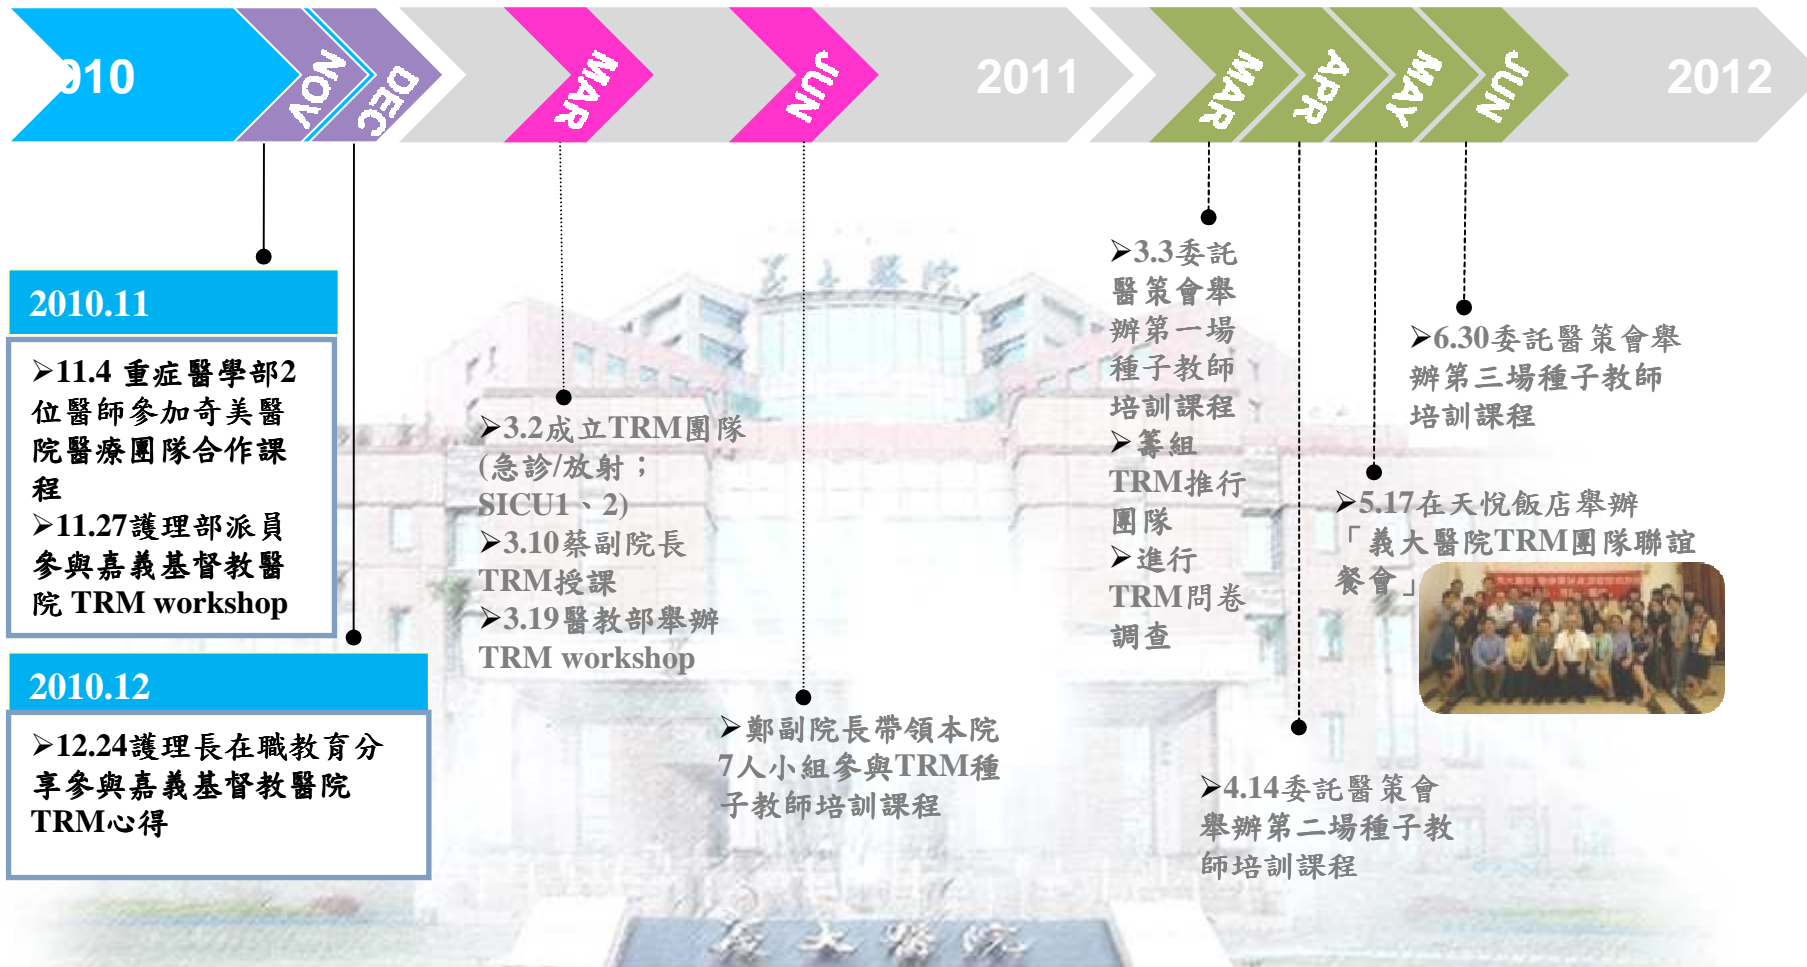 010
NOV
DEC
MAR
JUN
2011
MAR
APR
MAY
JUN
2012
2010.11
➢11.4 重症醫學部2
位醫師參加奇美醫
院醫療團隊合作課
程
➢11.27護理部派員
參與嘉義基督教醫
院 TRM workshop
2010.12
➢12.24護理長在職教育分
享參與嘉義基督教醫院
TRM心得
➢3.2成立TRM團隊
(急診/放射；
SICU1、2)
➢3.10蔡副院長
TRM授課
➢3.19醫教部舉辦
TRM workshop
➢鄭副院長帶領本院
7人小組參與TRM種
子教師培訓課程
➢3.3委託
醫策會舉
辦第一場
種子教師
培訓課程
➢籌組
TRM推行
團隊
➢進行
TRM問卷
調查
➢4.14委託醫策會
舉辦第二場種子教
師培訓課程
➢5.17在天悅飯店舉辦
「義大醫院TRM團隊聯誼
餐會」
➢6.30委託醫策會舉
辦第三場種子教師
培訓課程
義大醫院
義大醫院